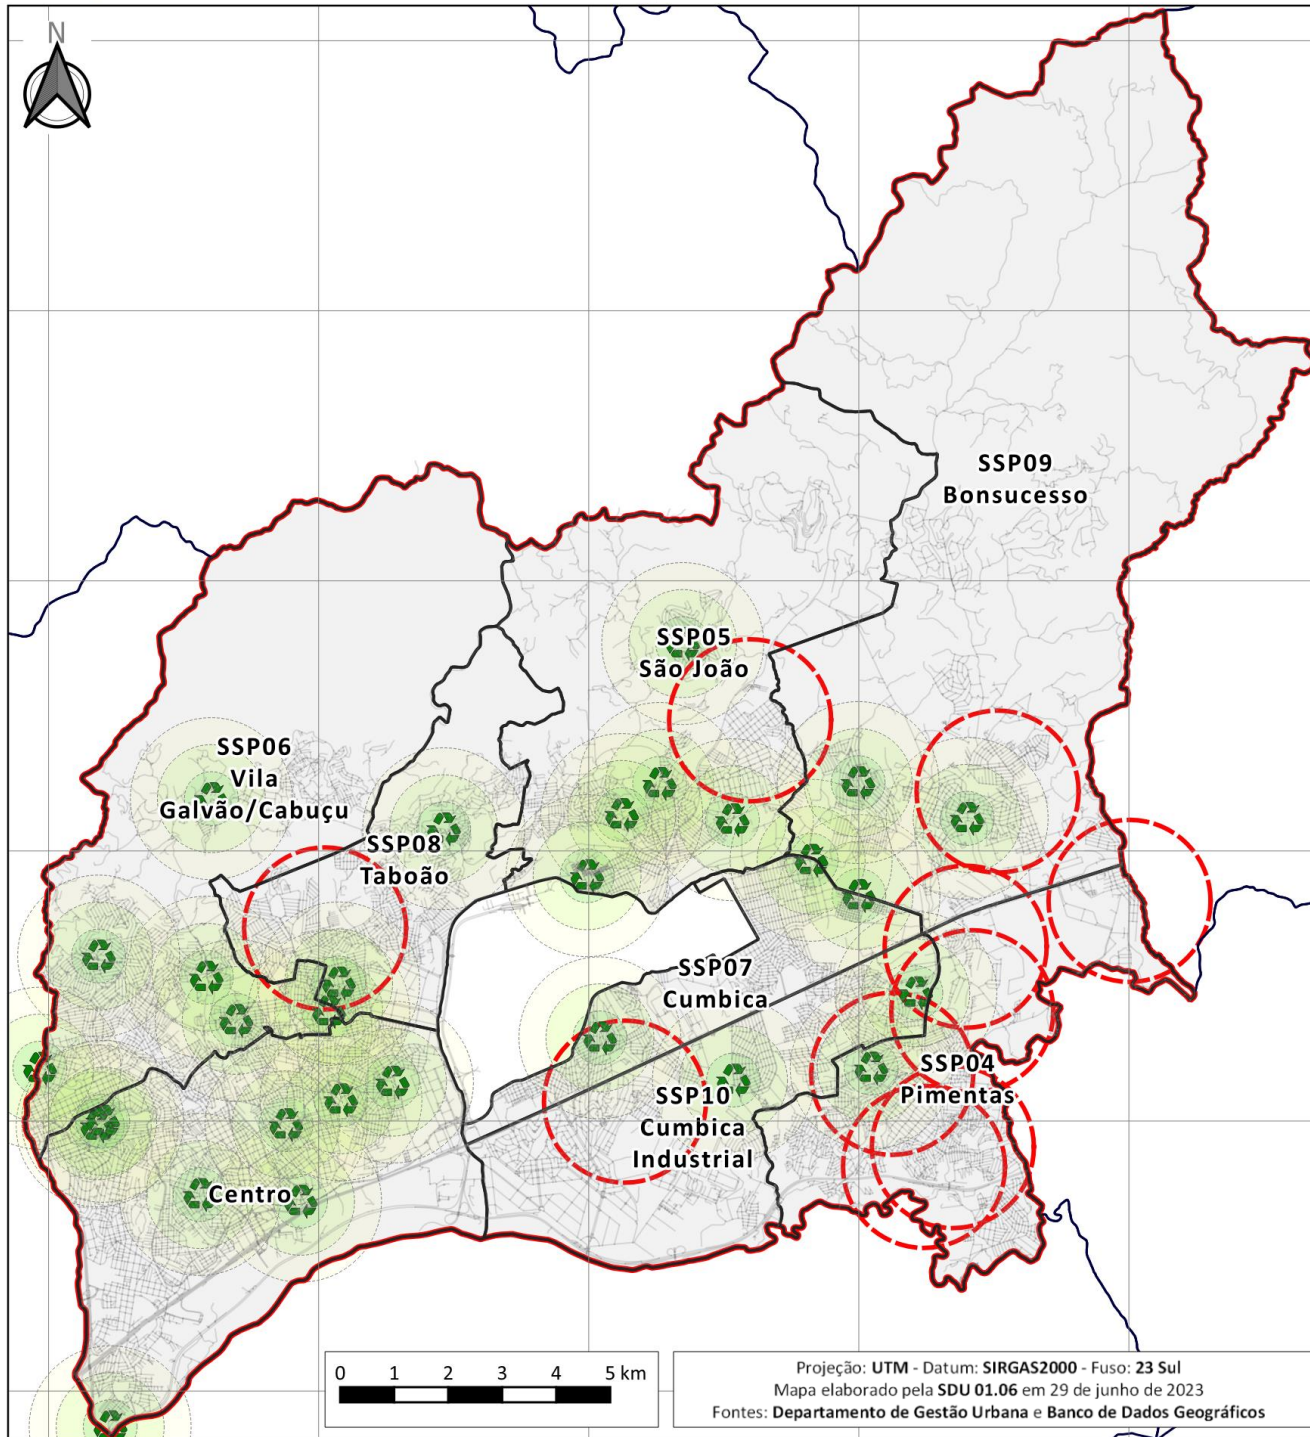 N
SSP09
Bonsucesso
SSP05
São João
SSP06
Vila
Galvão/Cabuçu
SSP08
Taboão
SSP07
Cumbica
SSP04
Pimentas
SSP10
Cumbica
Industrial
Centro
0 1 2 3 4 5 km
Projeção: UTM - Datum: SIRGAS2000 - Fuso: 23 Sul
Mapa elaborado pela SDU 01.06 em 29 de junho de 2023
Fontes: Departamento de Gestão Urbana e Banco de Dados Geográficos